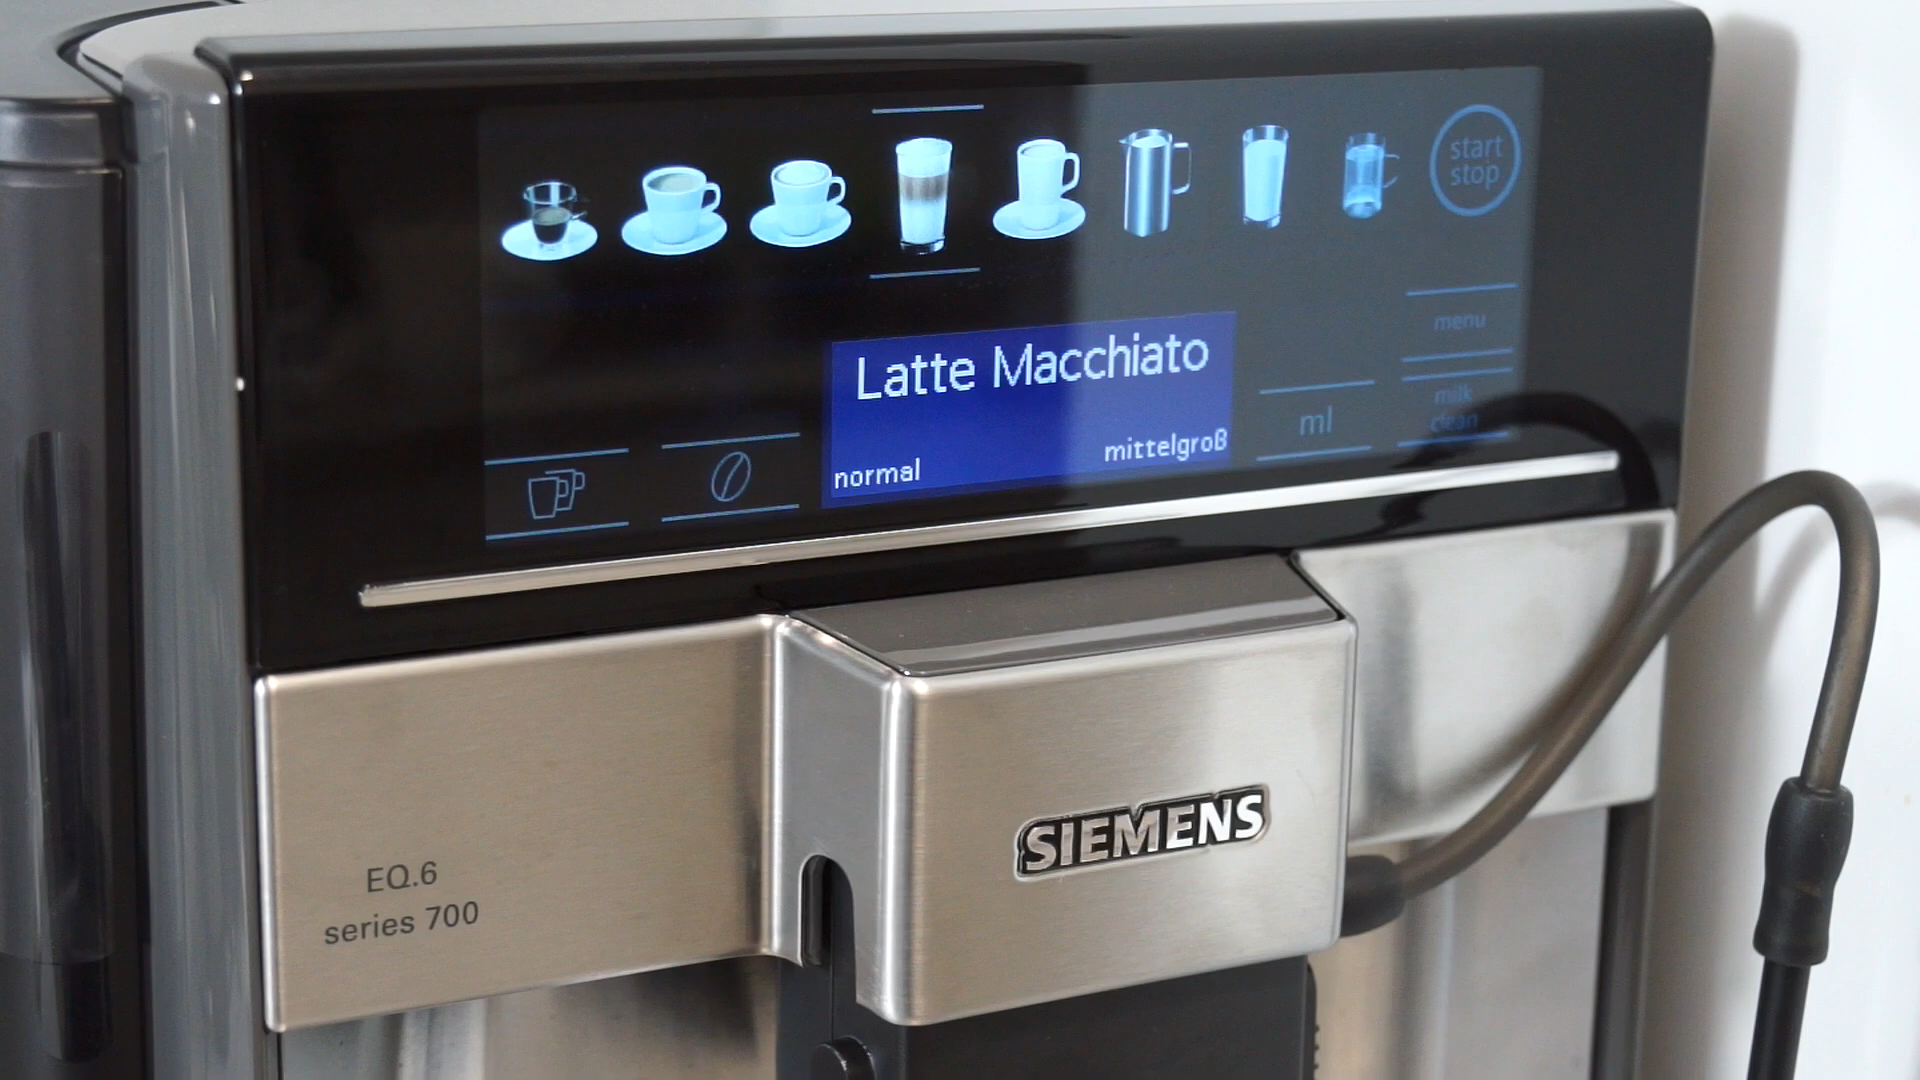 start
stop
menu
Latte Macchiato
milk
clean
ml
normal
mittelgroß
SIEMENS
EQ.6
series 700